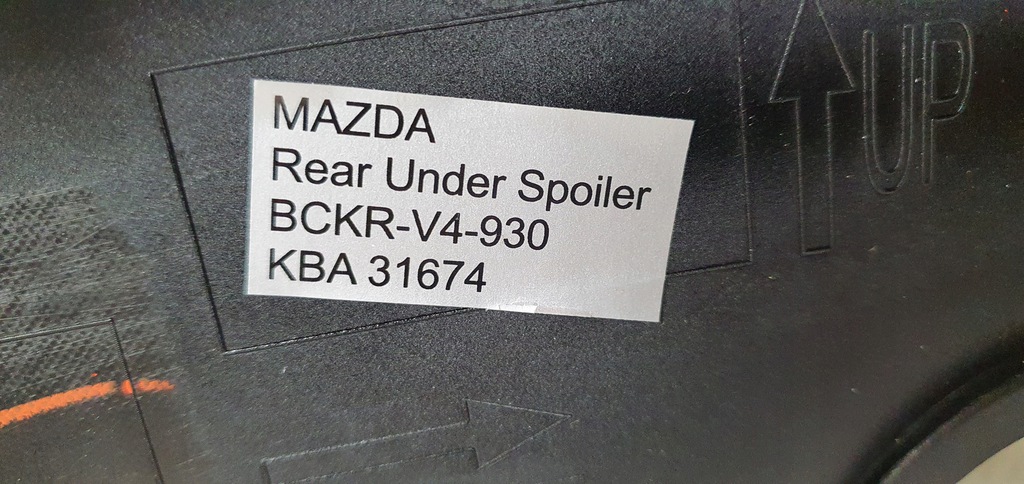 MAZDA
Rear Under Spoiler
BCKR-V4-930
KBA 31674
UP